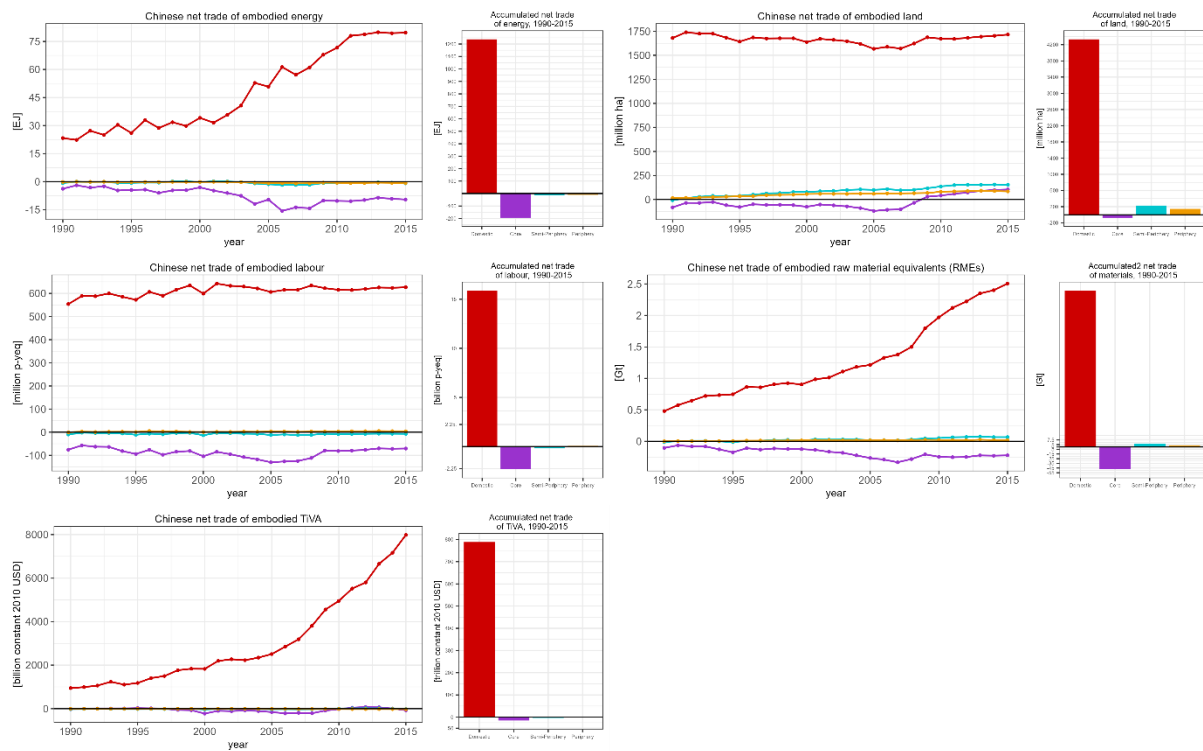 Chinese net trade of embodied energy
75
60
45
30
15
0
-15
[EJ]
1990 1995 2000 2005 2010 2015
year
Accumulated net trade
of energy, 1990-2015
[EJ]
Domestic Core Semi-Periphery Periphery
Chinese net trade of embodied land
1750
1500
1250
1000
750
500
250
0
[million ha]
1990 1995 2000 2005 2010 2015
year
Accumulated net trade
of land, 1990-2015
[million ha]
Domestic Core Semi-Periphery Periphery
Chinese net trade of embodied labour
600
500
400
300
200
100
0
-100
[million p-yeq]
1990 1995 2000 2005 2010 2015
year
Accumulated net trade
of labour, 1990-2015
[billion p-yeq]
Domestic Core Semi-Periphery Periphery
Chinese net trade of embodied raw material equivalents (RMEs)
2.5
2
1.5
1
0.5
0
[Gt]
1990 1995 2000 2005 2010 2015
year
Accumulated2 net trade
of materials, 1990-2015
[Gt]
Domestic Core Semi-Periphery Periphery
Chinese net trade of embodied TiVA
8000
6000
4000
2000
0
[billion constant 2010 USD]
1990 1995 2000 2005 2010 2015
year
Accumulated net trade
of TiVA, 1990-2015
800
700
600
500
400
300
200
100
0
[trillion constant 2010 USD]
Domestic Core Semi-Periphery Periphery